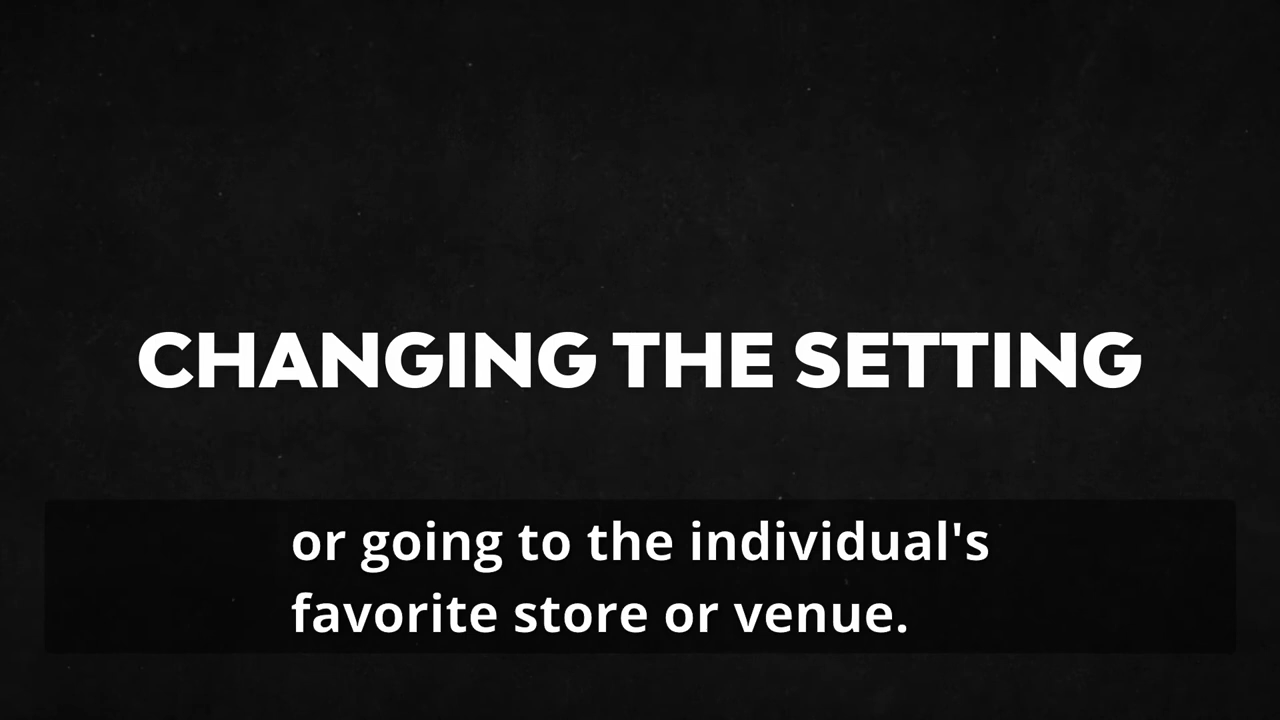 CHANGING THE SETTING
or going to the individual's
favorite store or venue.